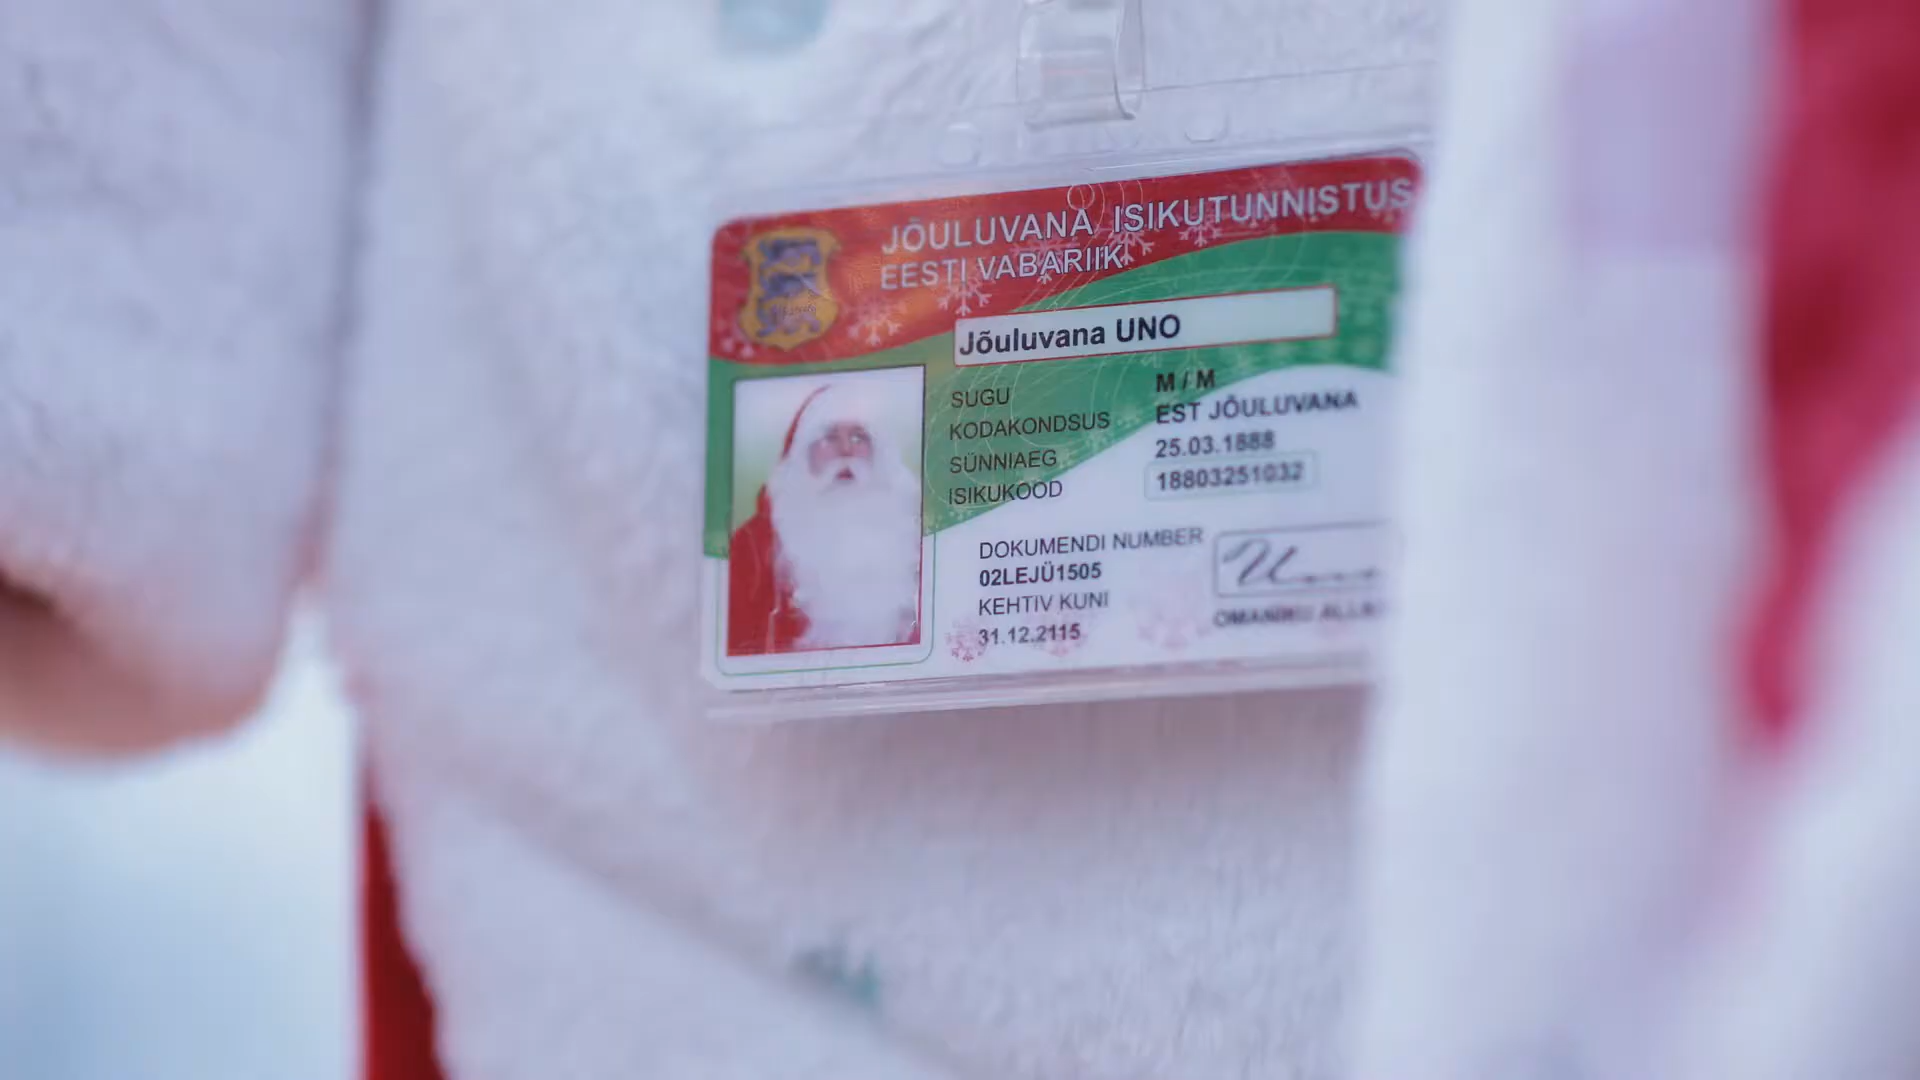 JÕULUVANA ISIKUTUNNISTUS
EESTI VABARIIK
Jõuluvana UNO
SUGU M / M
KODAKONDSUS EST JÕULUVANA
SÜNNIAEG 25.03.1888
ISIKUKOOD 18803251032
DOKUMENDI NUMBER
02LEJÜ1505
KEHTIV KUNI
31.12.2115
OMANIKU